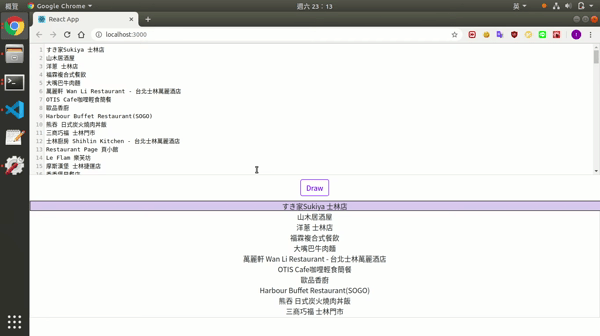 概覽
Google Chrome
週六 23：13
英
React App
localhost:3000
1 すき家Sukiya 士林店
2 山木居酒屋
3 洋蔥 士林店
4 福霖複合式餐飲
5 大嘴巴牛肉麵
6 萬麗軒 Wan Li Restaurant - 台北士林萬麗酒店
7 OTIS Cafe咖哩輕食簡餐
8 歐品香廚
9 Harbour Buffet Restaurant(SOGO)
10 熊吞 日式炭火燒肉丼飯
11 三商巧福 士林門市
12 士林廚房 Shihlin Kitchen - 台北士林萬麗酒店
13 Restaurant Page 頁小館
14 Le Flam 樂芙坊
15 摩斯漢堡 士林捷運店
16
Draw
すき家Sukiya 士林店
山木居酒屋
洋蔥 士林店
福霖複合式餐飲
大嘴巴牛肉麵
萬麗軒 Wan Li Restaurant - 台北士林萬麗酒店
OTIS Cafe咖哩輕食簡餐
歐品香廚
Harbour Buffet Restaurant(SOGO)
熊吞 日式炭火燒肉丼飯
三商巧福 士林門市